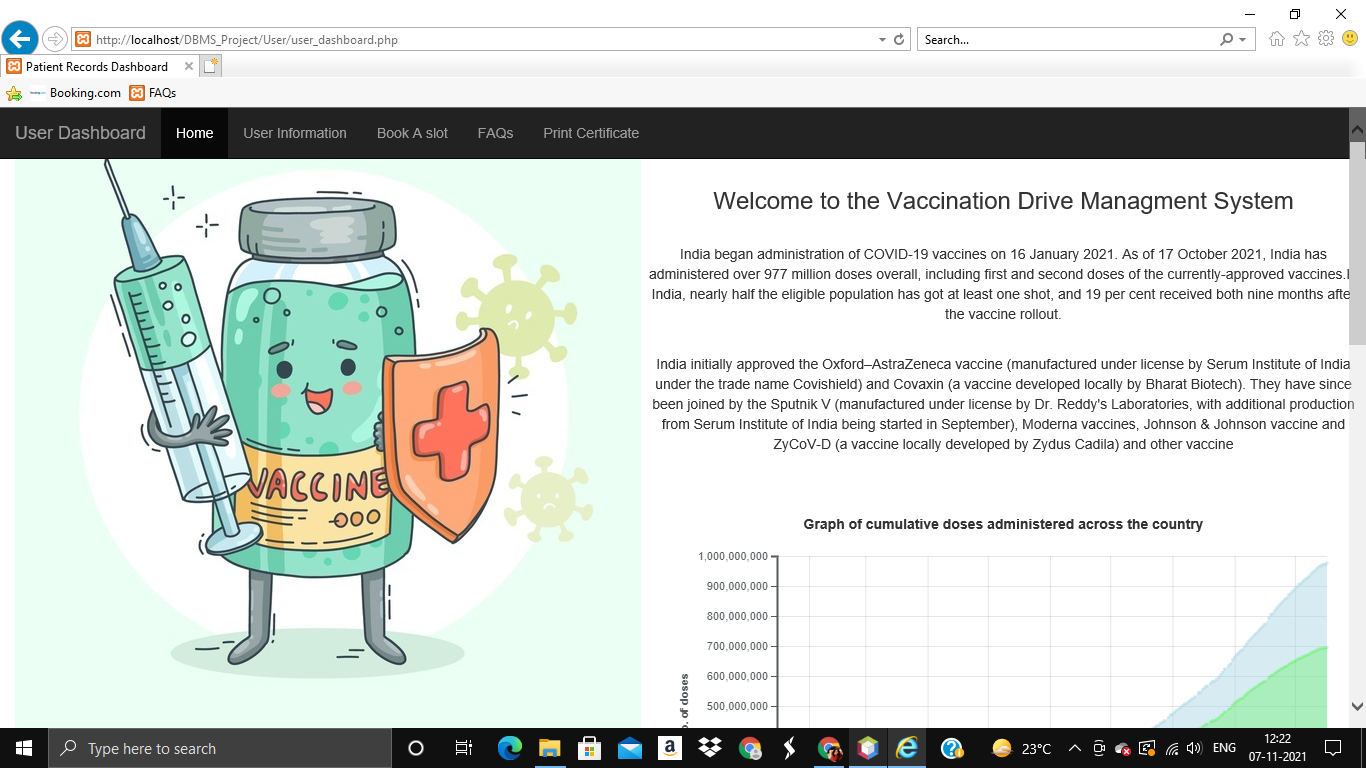 http://localhost/DBMS_Project/User/user_dashboard.php
Search...
Patient Records Dashboard
Booking.com
FAQs
User Dashboard
Home
User Information
Book A slot
FAQs
Print Certificate
Welcome to the Vaccination Drive Managment System
India began administration of COVID-19 vaccines on 16 January 2021. As of 17 October 2021, India has
administered over 977 million doses overall, including first and second doses of the currently-approved vaccines.I
India, nearly half the eligible population has got at least one shot, and 19 per cent received both nine months afte
the vaccine rollout.
India initially approved the Oxford–AstraZeneca vaccine (manufactured under license by Serum Institute of India
under the trade name Covishield) and Covaxin (a vaccine developed locally by Bharat Biotech). They have since
been joined by the Sputnik V (manufactured under license by Dr. Reddy's Laboratories, with additional production
from Serum Institute of India being started in September), Moderna vaccines, Johnson & Johnson vaccine and
ZyCoV-D (a vaccine locally developed by Zydus Cadila) and other vaccine
VACCINE
Graph of cumulative doses administered across the country
1,000,000,000
900,000,000
800,000,000
700,000,000
600,000,000
500,000,000
of doses
Type here to search
23°C
ENG
12:22
07-11-2021